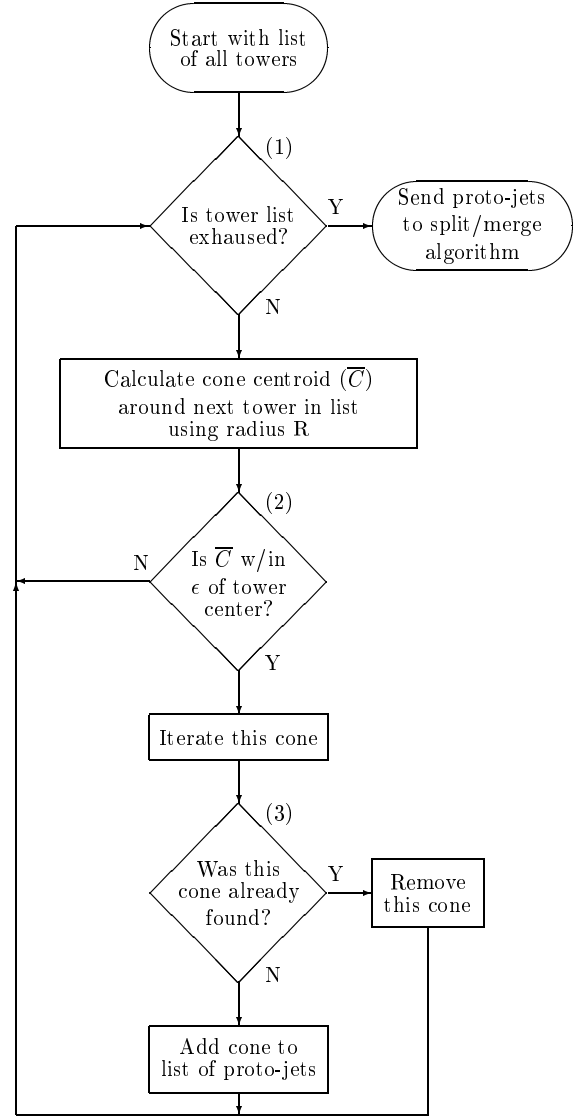 Start with list
of all towers
(1)
Is tower list
exhaused?
Y
Send proto-jets
to split/merge
algorithm
N
Calculate cone centroid (C̅)
around next tower in list
using radius R
(2)
N
Is C̅ w/in
ϵ of tower
center?
Y
Iterate this cone
(3)
Was this
cone already
found?
Y
Remove
this cone
N
Add cone to
list of proto-jets